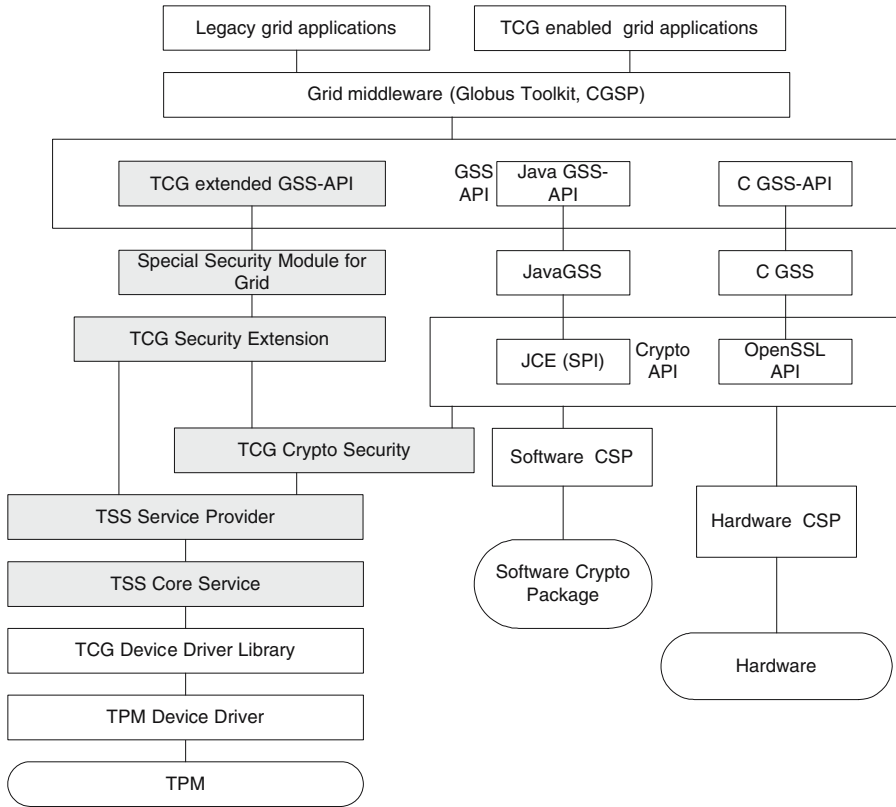 Legacy grid applications
TCG enabled grid applications
Grid middleware (Globus Toolkit, CGSP)
TCG extended GSS-API
GSS
API
Java GSS-
API
C GSS-API
Special Security Module for
Grid
JavaGSS
C GSS
TCG Security Extension
JCE (SPI)
Crypto
API
OpenSSL
API
TCG Crypto Security
Software CSP
TSS Service Provider
Hardware CSP
TSS Core Service
Software Crypto
Package
TCG Device Driver Library
Hardware
TPM Device Driver
TPM